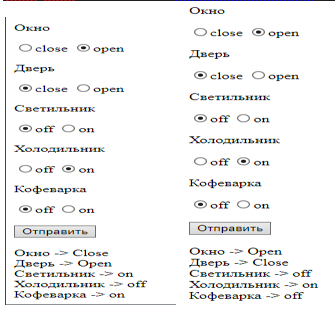 Окно
close open
Дверь
close open
Светильник
off on
Холодильник
off on
Кофеварка
off on
Отправить
Окно -> Close
Дверь -> Open
Светильник -> on
Холодильник -> off
Кофеварка -> on
Окно
close open
Дверь
close open
Светильник
off on
Холодильник
off on
Кофеварка
off on
Отправить
Окно -> Open
Дверь -> Close
Светильник -> off
Холодильник -> on
Кофеварка -> off